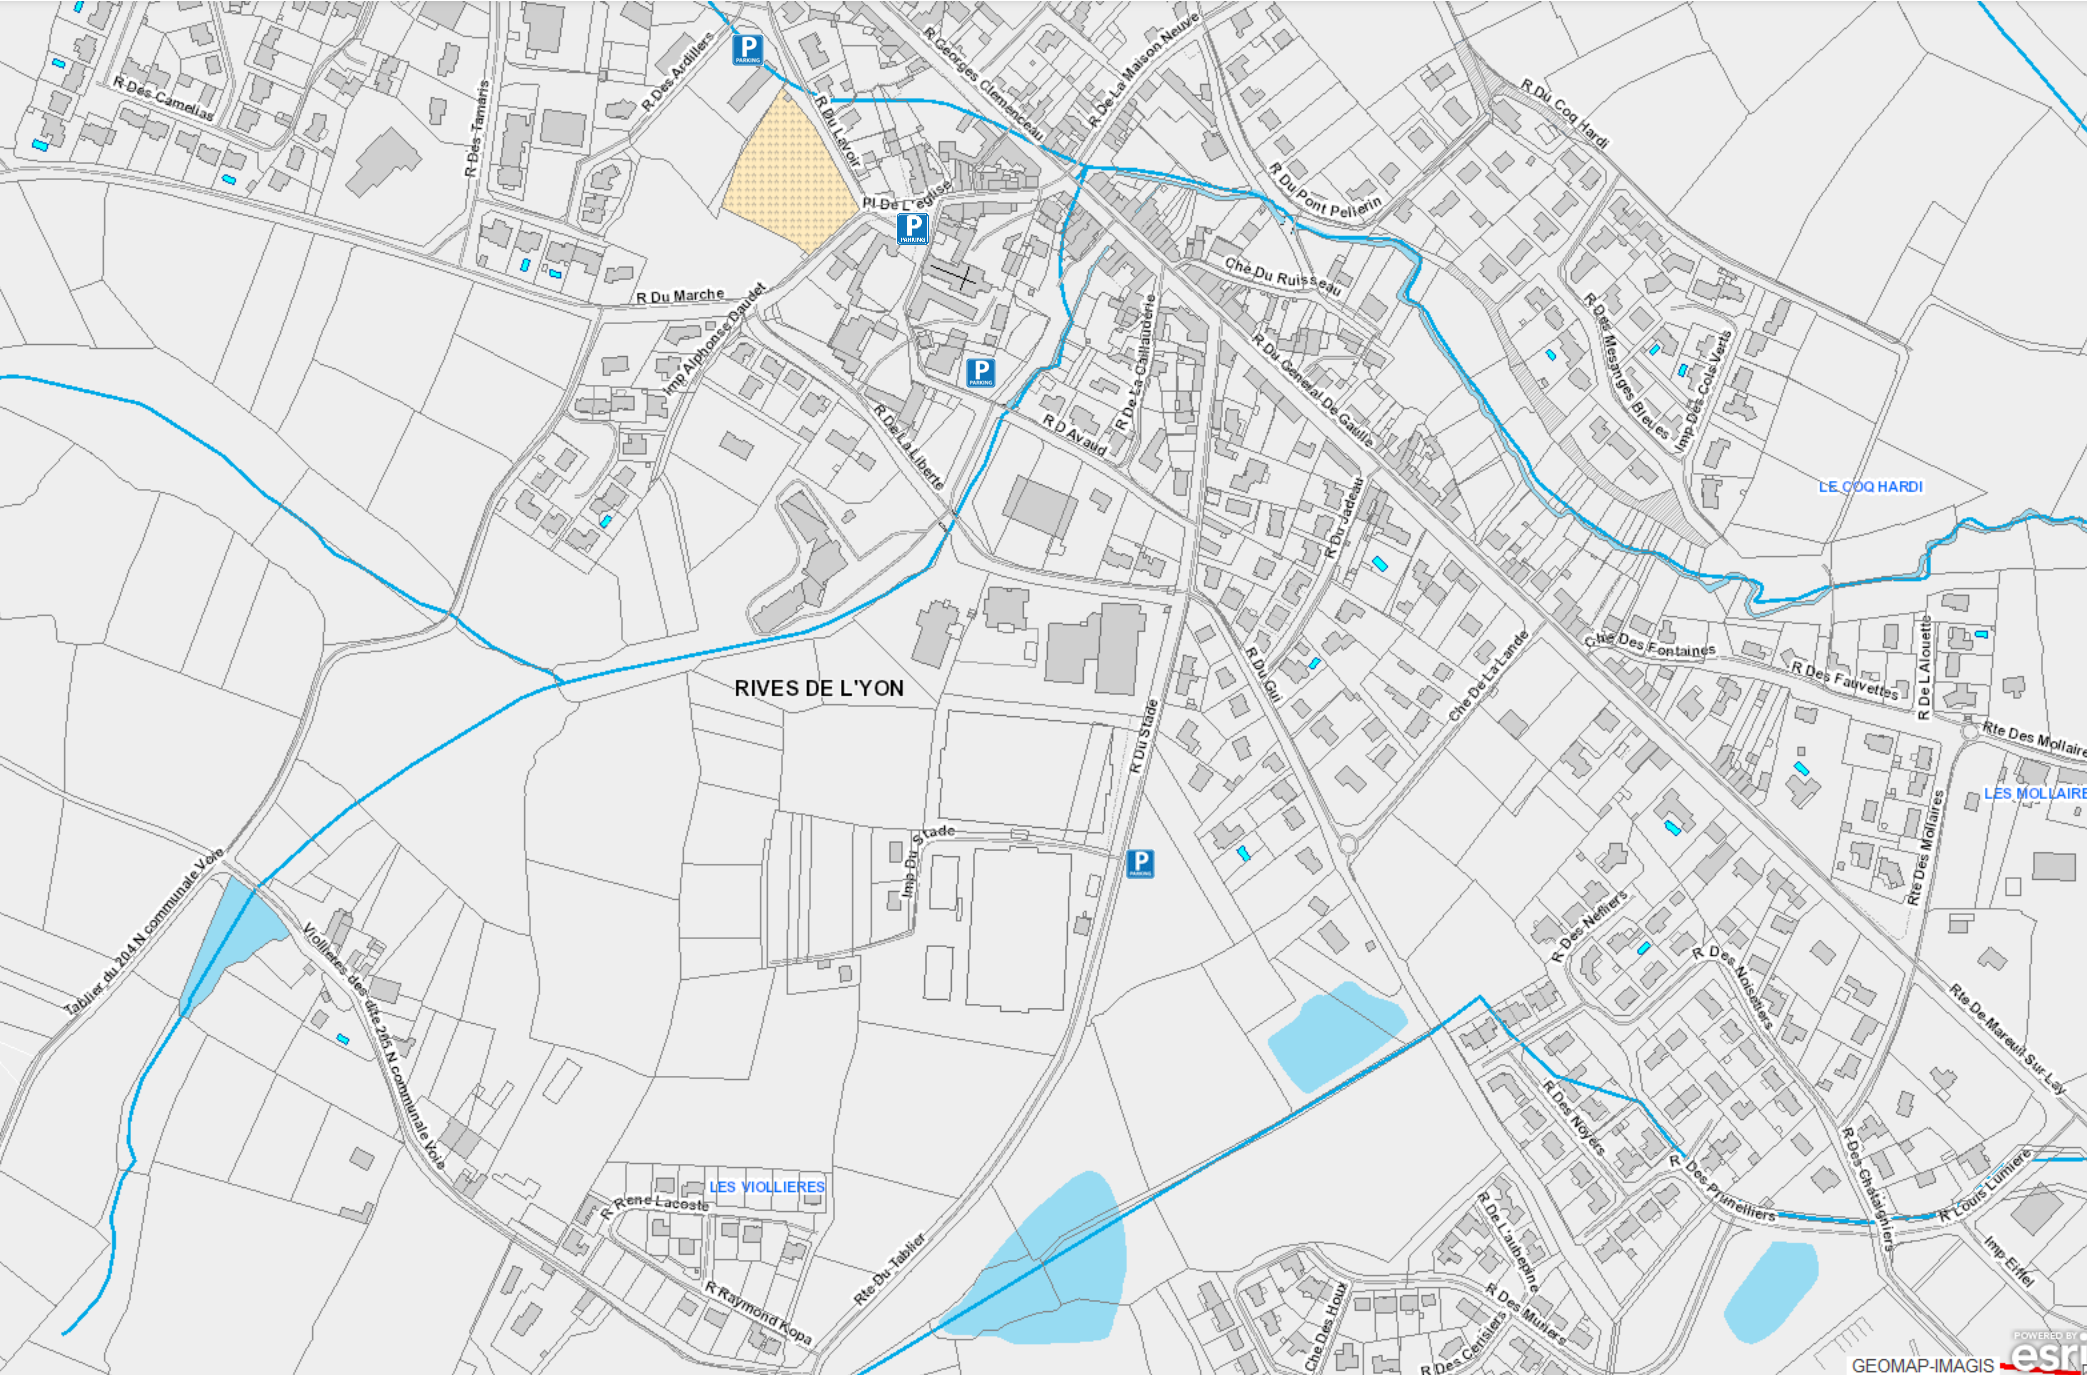 P
PARKING
R Des Ardillers
R Georges Clemenceau
R De La Maison Neuve
R Des Camelias
R Des Tamaris
R Du Lavoir
R Du Coq Hardi
Pl De L'eglise
P
PARKING
R Du Pont Pellerin
Che Du Ruisseau
R Du Marche
Imp Alphonse Daudet
R De La Caillauderie
R Du General De Gaulle
R Des Mesanges Bleues
Imp Des Cols Verts
P
PARKING
R De La Liberte
R D Avaud
R Du Jadeau
LE COQ HARDI
RIVES DE L'YON
R Du Gui
Che De La Lande
Che Des Fontaines
R Des Fauvettes
R De L Alouette
Rte Des Mollaire
R Du Stade
LES MOLLAIRE
Imp Du Stade
P
PARKING
Rte Des Mollaires
Tablier du 204 N communale Voie
Viollieres des dite 205 N communale Voie
R Des Nefliers
R Des Noisetiers
Rte De Mareuil Sur Lay
R Des Noyers
R Des Prunelliers
R Des Chataigniers
R Louis Lumiere
Imp Eiffel
LES VIOLLIERES
R Rene Lacoste
R Raymond Kopa
Rte Du Tablier
R De L'aubepine
R Des Muriers
Che Des Houx
R Des Cerisiers
POWERED BY
esri
GEOMAP-IMAGIS